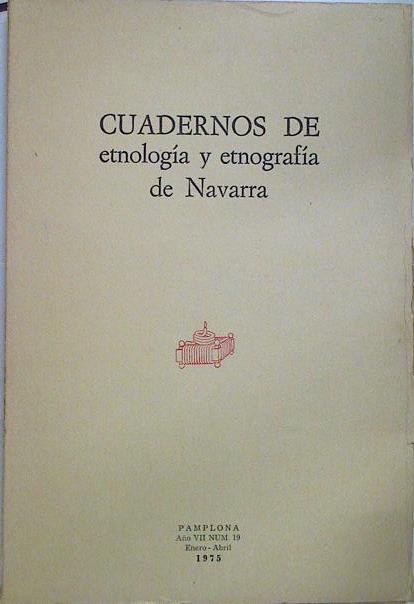 CUADERNOS DE
etnología y etnografía
de Navarra
PAMPLONA
Año VII NUM. 19
Enero - Abril
1975